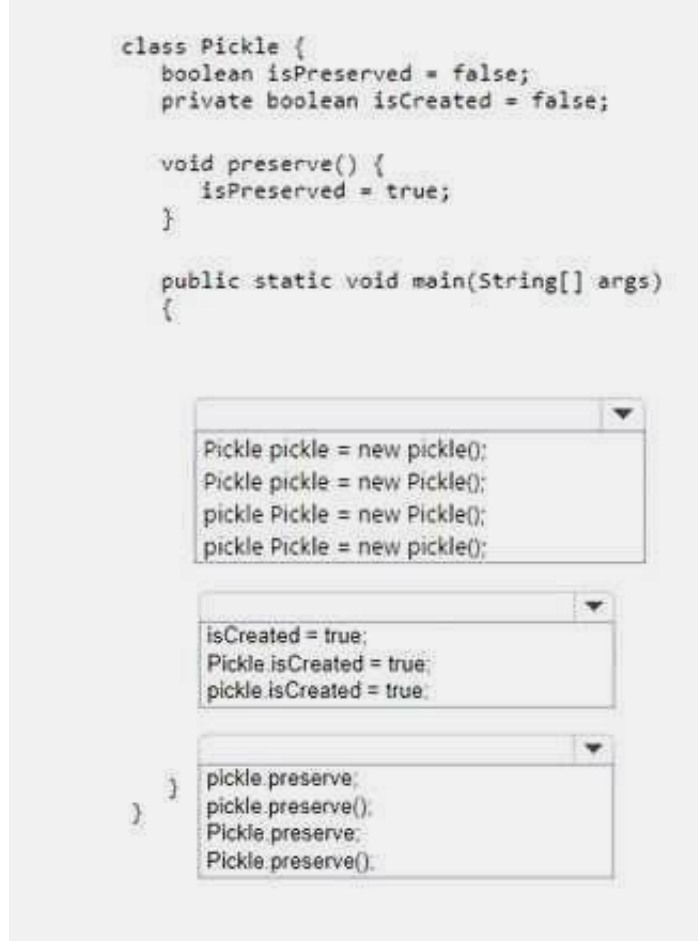 class Pickle {
boolean isPreserved = false;
private boolean isCreated = false;
void preserve() {
isPreserved = true;
}
public static void main(String[] args)
{
Pickle pickle = new pickle();
Pickle pickle = new Pickle();
pickle Pickle = new Pickle();
pickle Pickle = new pickle();
isCreated = true;
Pickle.isCreated = true;
pickle.isCreated = true;
pickle.preserve;
pickle.preserve();
Pickle.preserve;
Pickle.preserve();
}
}